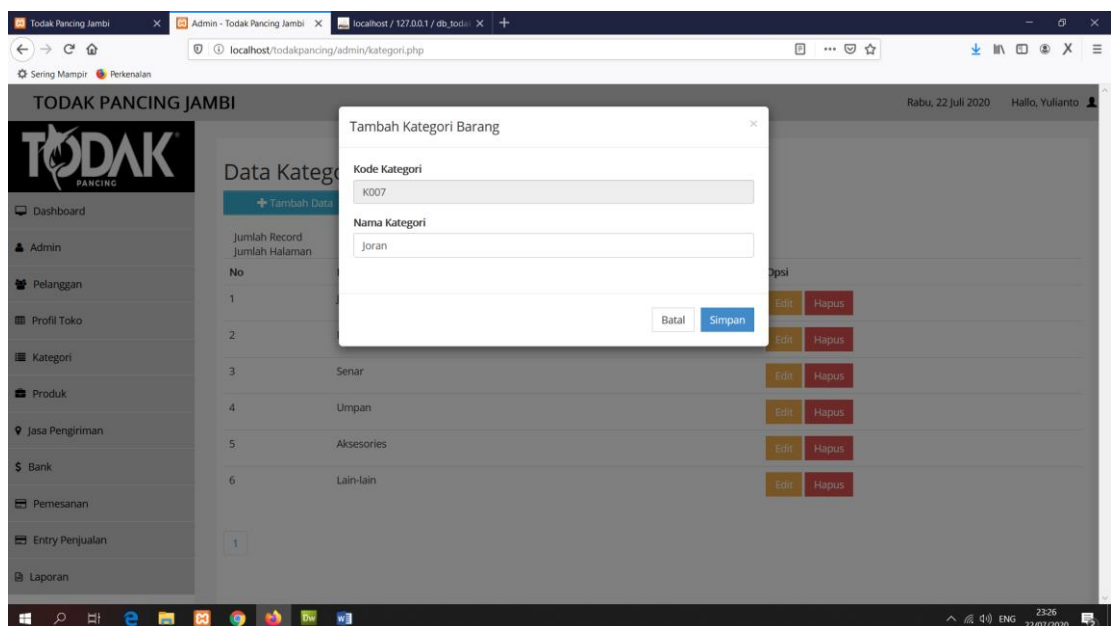 Todak Pancing Jambi
Admin - Todak Pancing Jambi
localhost / 127.0.0.1 / db_toda
localhost/todakpancing/admin/kategori.php
Sering Mampir Perkenalan
TODAK PANCING JAMBI
Rabu, 22 Juli 2020 Hallo, Yulianto
TODAK
PANCING
Dashboard
Admin
Pelanggan
Profil Toko
Kategori
Produk
Jasa Pengiriman
$ Bank
Pemesanan
Entry Penjualan
Laporan
Tambah Kategori Barang
Kode Kategori
K007
Nama Kategori
Joran
Batal Simpan
Data
Tambah Data
Jumlah Record
Jumlah Halaman
No Opsi
1 Edit Hapus
2 Edit Hapus
3 Senar Edit Hapus
4 Umpan Edit Hapus
5 Aksesories Edit Hapus
6 Lain-lain Edit Hapus
1
ENG 23:26
22/07/2020